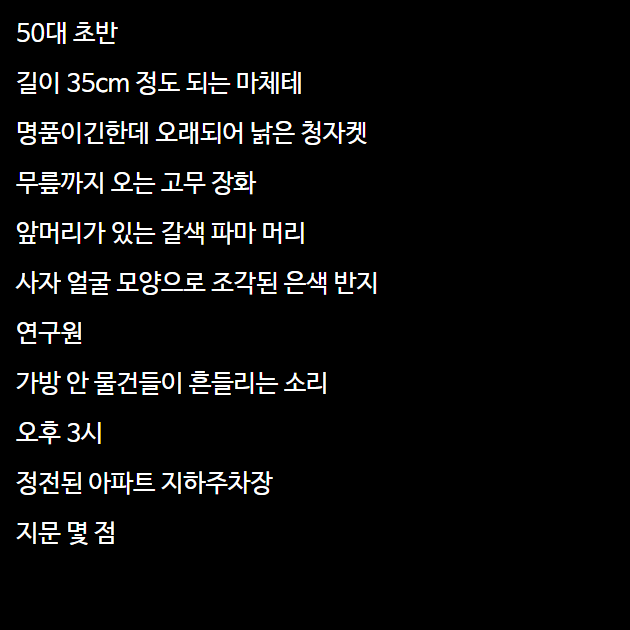 50대 초반
길이 35cm 정도 되는 마체테
명품이긴한데 오래되어 낡은 청자켓
무릎까지 오는 고무 장화
앞머리가 있는 갈색 파마 머리
사자 얼굴 모양으로 조각된 은색 반지
연구원
가방 안 물건들이 흔들리는 소리
오후 3시
정전된 아파트 지하주차장
지문 몇 점